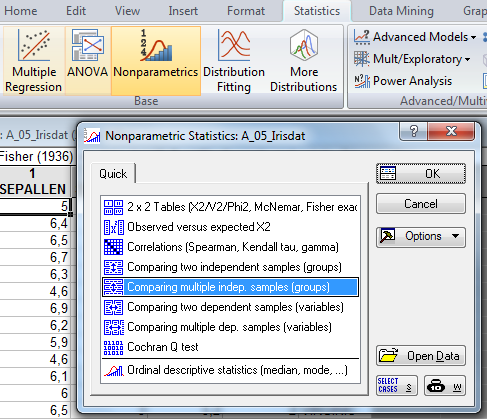 Edit View Insert Format Statistics Data Mining Grap
Multiple Regression
ANOVA
Nonparametrics
Distribution Fitting
More Distributions
Base
Advanced Models
Mult/Exploratory
Power Analysis
Advanced/Multi
: A_05_Irisdat (
Fisher (1936)
1
SEPALLEN
5
6,4
6,5
6,7
6,3
4,6
6,9
6,2
5,9
4,6
6,1
6
6,5
Nonparametric Statistics: A_05_Irisdat
Quick
2 x 2 Tables (X2/V2/Phi2, McNemar, Fisher exac
Observed versus expected X2
Correlations (Spearman, Kendall tau, gamma)
Comparing two independent samples (groups)
Comparing multiple indep. samples (groups)
Comparing two dependent samples (variables)
Comparing multiple dep. samples (variables)
Cochran Q test
Ordinal descriptive statistics (median, mode, ...)
OK
Cancel
Options
Open Data
SELECT CASES S
W